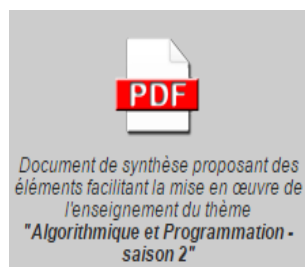 PDF
Document de synthèse proposant des
éléments facilitant la mise en œuvre de
l'enseignement du thème
"Algorithmique et Programmation -
saison 2"